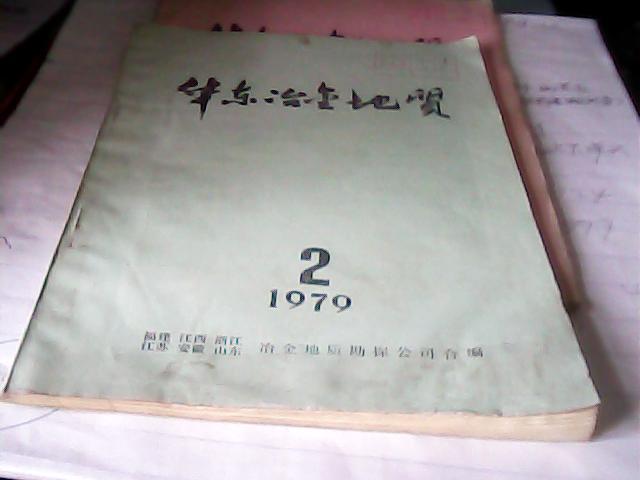 华东冶金地质
2
1979
福建 江西 浙江
江苏 安徽 山东 冶金地质勘探公司合编